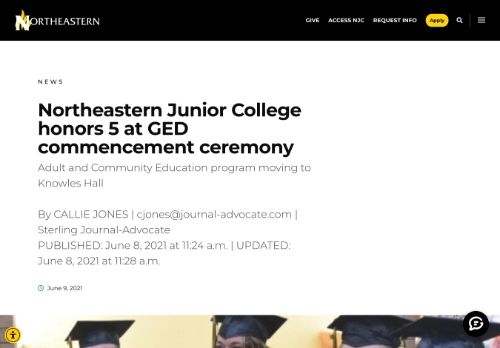 NORTHEASTERN
GIVE ACCESS NJC REQUEST INFO Apply
NEWS
Northeastern Junior College
honors 5 at GED
commencement ceremony
Adult and Community Education program moving to
Knowles Hall
By CALLIE JONES | cjones@journal-advocate.com |
Sterling Journal-Advocate
PUBLISHED: June 8, 2021 at 11:24 a.m. | UPDATED:
June 8, 2021 at 11:28 a.m.
June 9, 2021